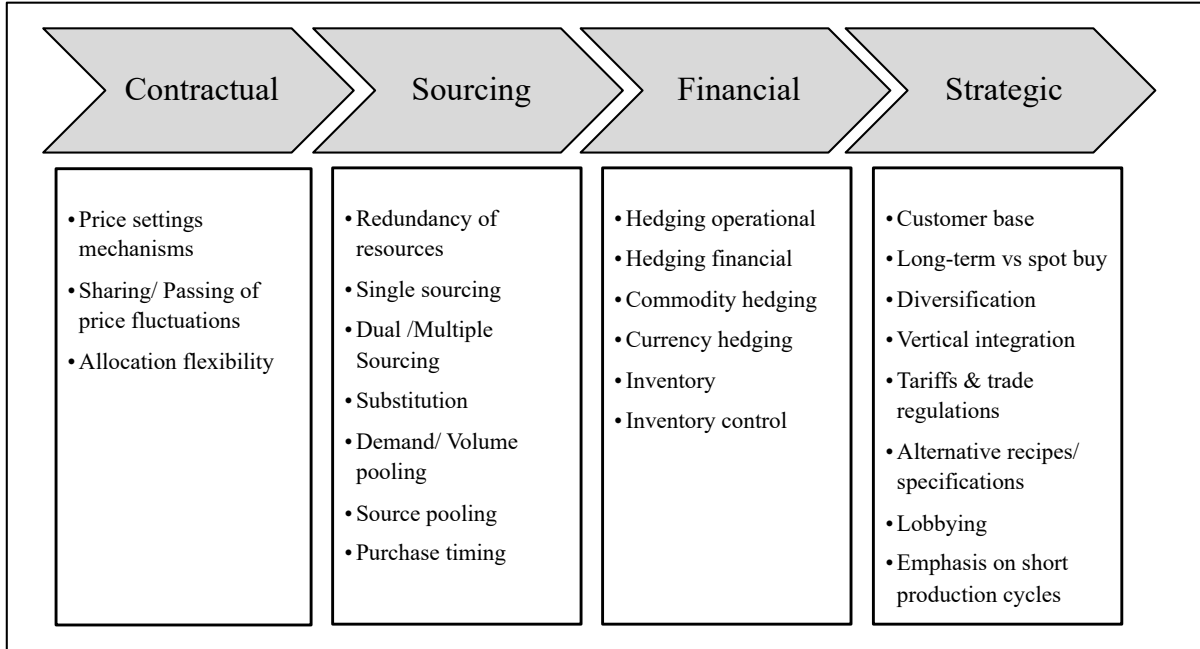 Contractual
Sourcing
Financial
Strategic
• Price settings
mechanisms
• Sharing/ Passing of
price fluctuations
• Allocation flexibility
• Redundancy of
resources
• Single sourcing
• Dual /Multiple
Sourcing
• Substitution
• Demand/ Volume
pooling
• Source pooling
• Purchase timing
• Hedging operational
• Hedging financial
• Commodity hedging
• Currency hedging
• Inventory
• Inventory control
• Customer base
• Long-term vs spot buy
• Diversification
• Vertical integration
• Tariffs & trade
regulations
• Alternative recipes/
specifications
• Lobbying
• Emphasis on short
production cycles